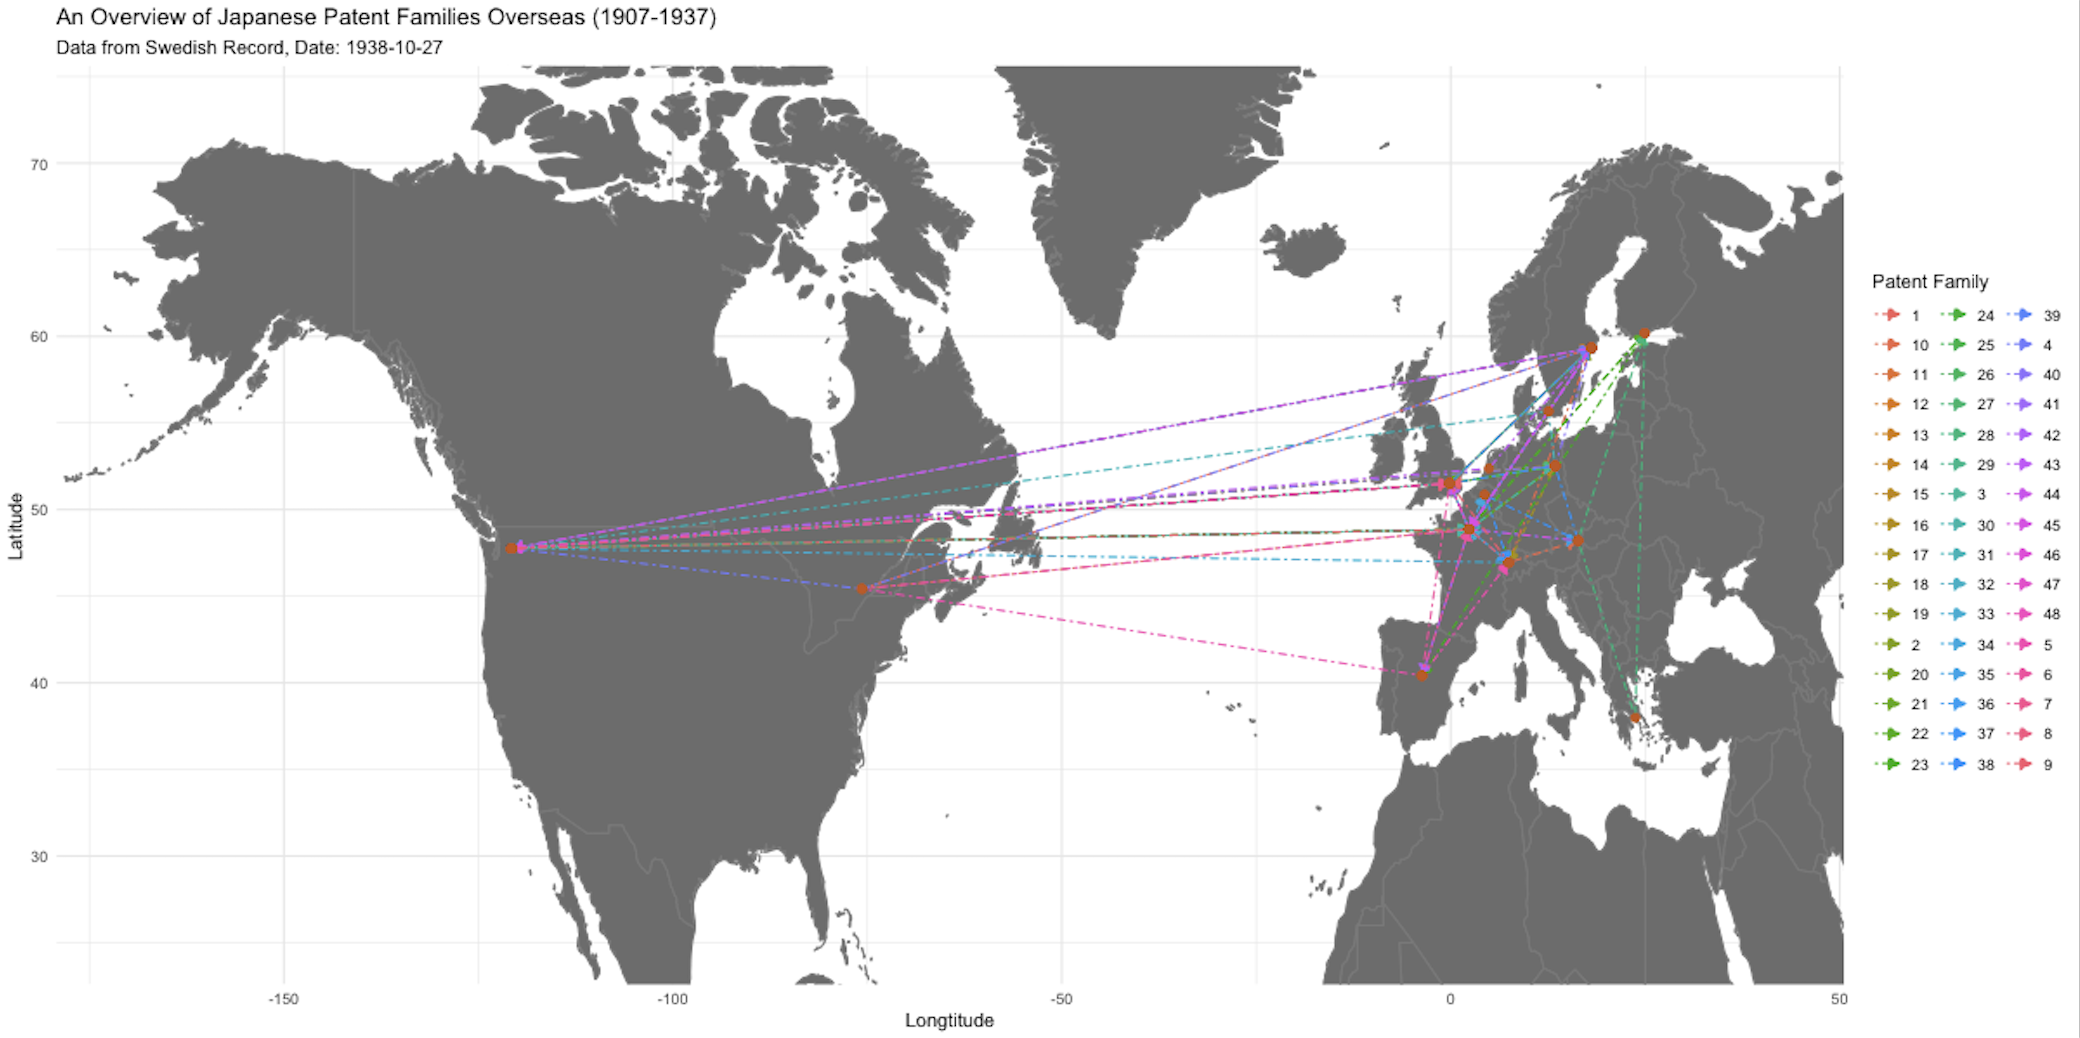 An Overview of Japanese Patent Families Overseas (1907-1937)
Data from Swedish Record, Date: 1938-10-27
70
60
50
40
30
Latitude
-150 -100 -50 0 50
Longtitude
Patent Family
1 24 39
10 25 4
11 26 40
12 27 41
13 28 42
14 29 43
15 3 44
16 30 45
17 31 46
18 32 47
19 33 48
2 34 5
20 35 6
21 36 7
22 37 8
23 38 9